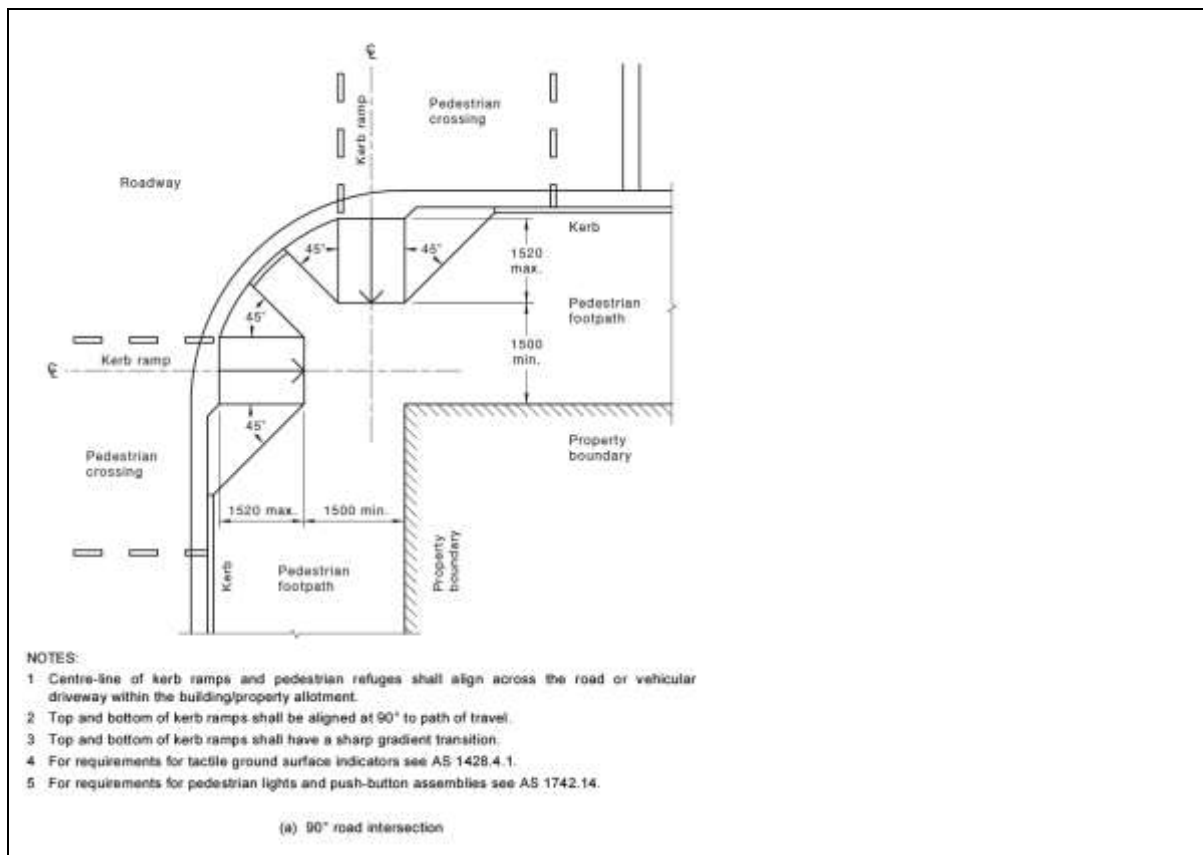 ℄
Kerb ramp
Pedestrian
crossing
Roadway
Kerb
45°
45°
1520
max.
Pedestrian
footpath
45°
1500
min.
℄
Kerb ramp
45°
Property
boundary
Pedestrian
crossing
1520 max.
1500 min.
Kerb
Pedestrian
footpath
Property
boundary
NOTES:
1 Centre-line of kerb ramps and pedestrian refuges shall align across the road or vehicular
driveway within the building/property allotment.
2 Top and bottom of kerb ramps shall be aligned at 90° to path of travel.
3 Top and bottom of kerb ramps shall have a sharp gradient transition.
4 For requirements for tactile ground surface indicators see AS 1428.4.1.
5 For requirements for pedestrian lights and push-button assemblies see AS 1742.14.
(a) 90° road intersection